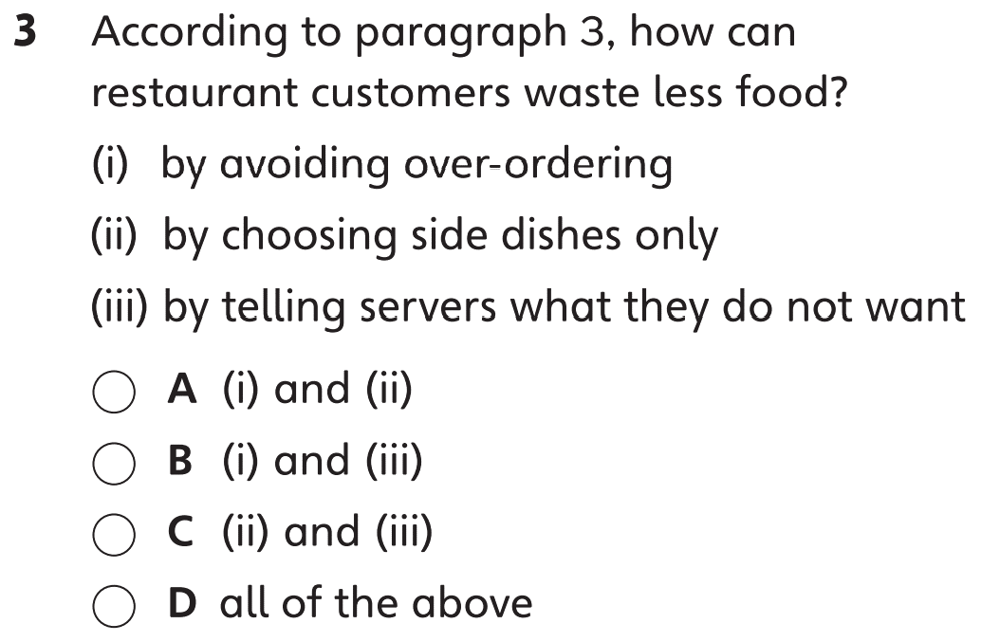 3 According to paragraph 3, how can
restaurant customers waste less food?
(i) by avoiding over-ordering
(ii) by choosing side dishes only
(iii) by telling servers what they do not want
A (i) and (ii)
B (i) and (iii)
C (ii) and (iii)
D all of the above